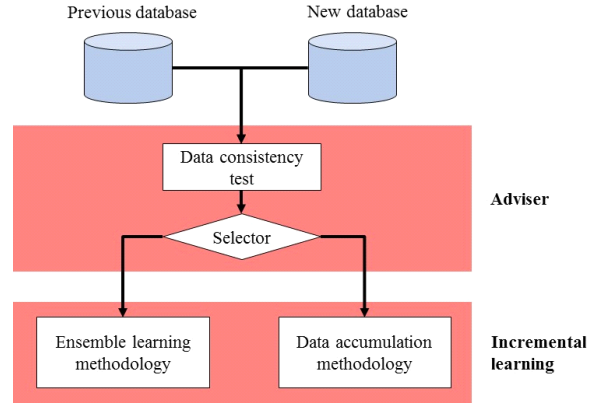 Previous database
New database
Data consistency
test
Adviser
Selector
Ensemble learning
methodology
Data accumulation
methodology
Incremental
learning